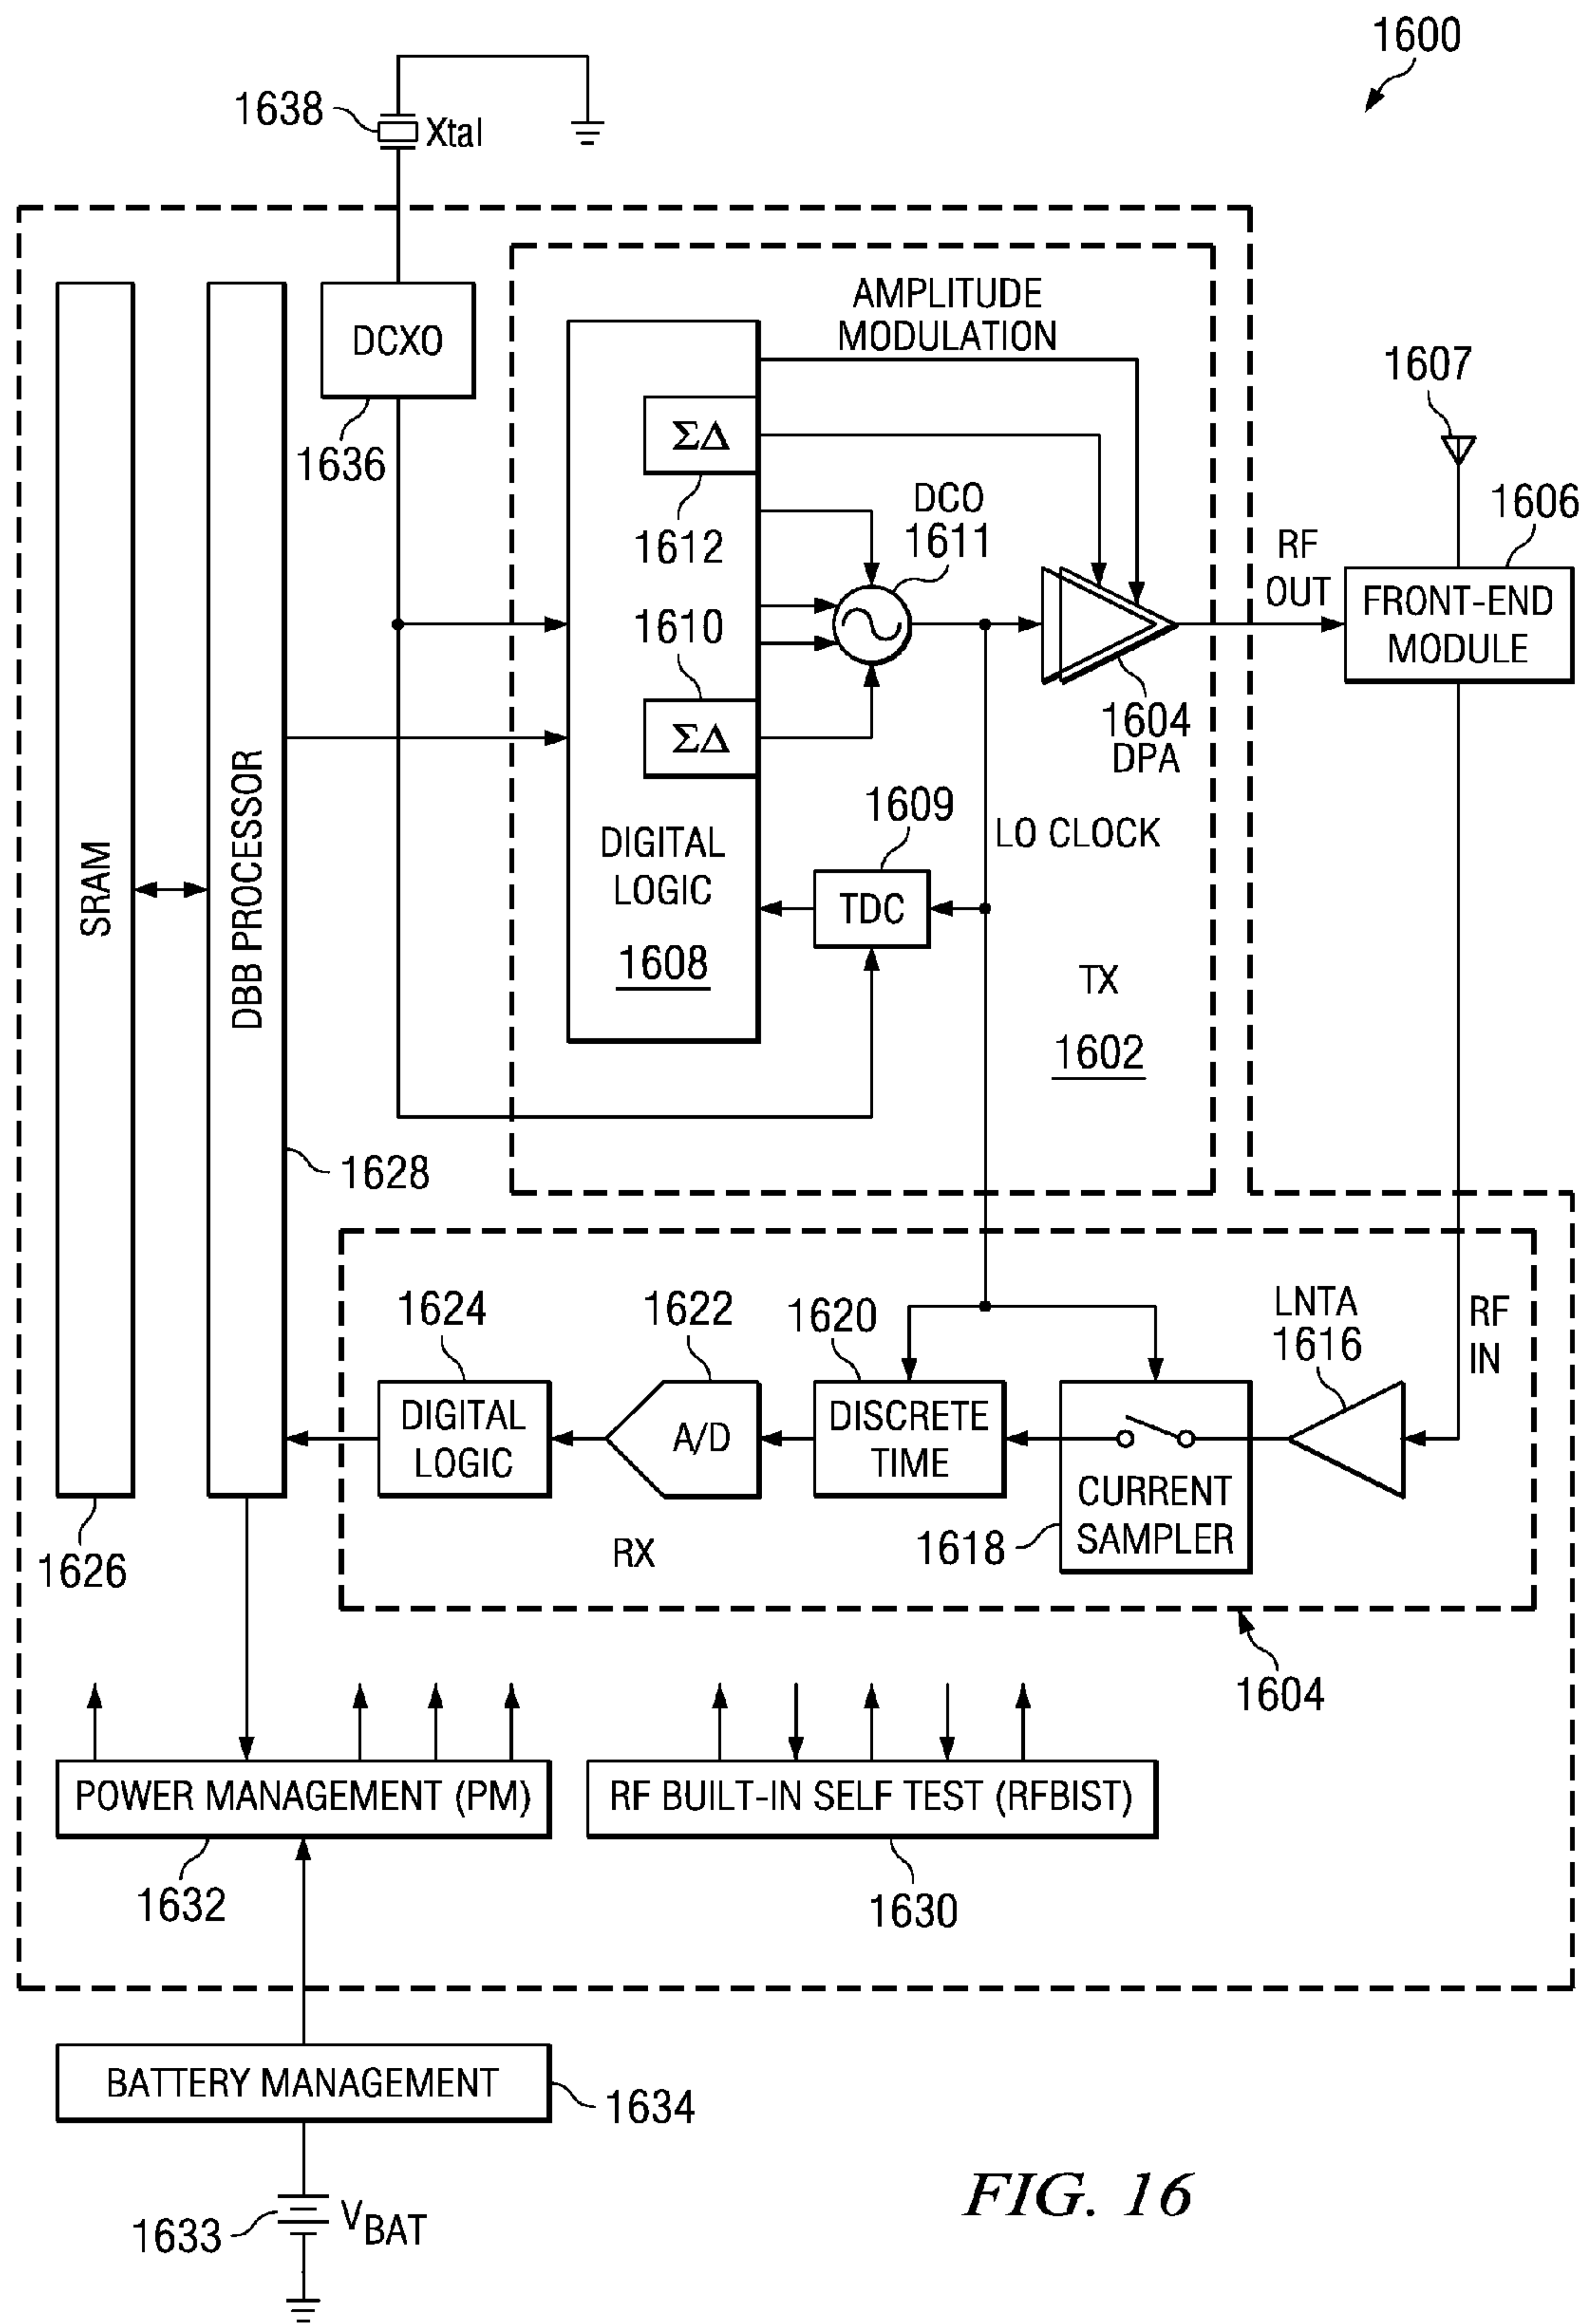 1600
1638
Xtal
DCXO
1636
AMPLITUDE
MODULATION
ΣΔ
1612
DCO
1611
1610
ΣΔ
1604
DPA
RF
OUT
1607
1606
FRONT-END
MODULE
SRAM
DBB PROCESSOR
DIGITAL
LOGIC
1608
1609
TDC
LO CLOCK
TX
1602
1628
1624
1622
1620
LNTA
1616
RF
IN
DIGITAL
LOGIC
A/D
DISCRETE
TIME
CURRENT
SAMPLER
1618
RX
1626
1604
POWER MANAGEMENT (PM)
RF BUILT-IN SELF TEST (RFBIST)
1632
1630
BATTERY MANAGEMENT
1634
1633
VBAT
FIG. 16